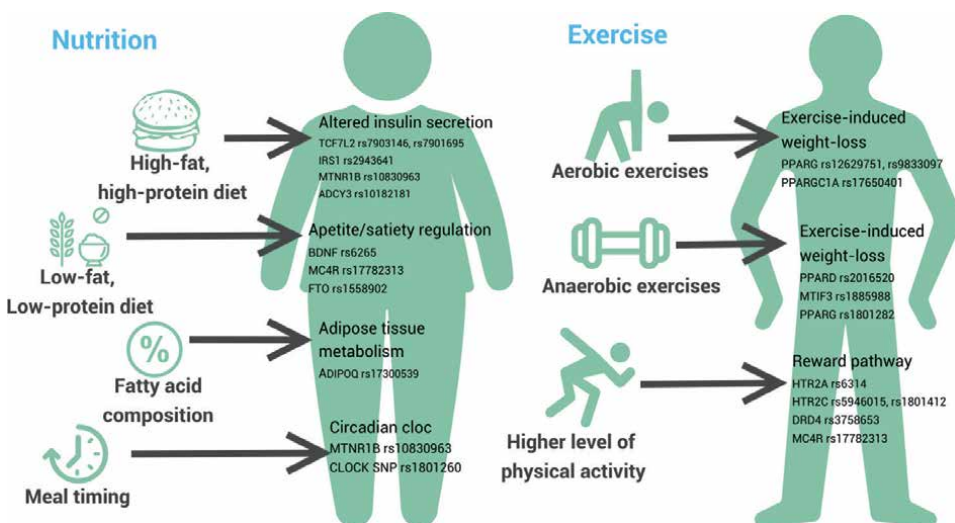 Nutrition
High-fat,
high-protein diet
Altered insulin secretion
TCF7L2 rs7903146, rs7901695
IRS1 rs2943641
MTNR1B rs10830963
ADCY3 rs10182181
Low-fat,
Low-protein diet
Apetite/satiety regulation
BDNF rs6265
MC4R rs17782313
FTO rs1558902
%
Fatty acid
composition
Adipose tissue
metabolism
ADIPOQ rs17300539
Meal timing
Circadian cloc
MTNR1B rs10830963
CLOCK SNP rs1801260
Exercise
Aerobic exercises
Exercise-induced
weight-loss
PPARG rs12629751, rs9833097
PPARGC1A rs17650401
Anaerobic exercises
Exercise-induced
weight-loss
PPARD rs2016520
MTIF3 rs1885988
PPARG rs1801282
Higher level of
physical activity
Reward pathway
HTR2A rs6314
HTR2C rs5946015, rs1801412
DRD4 rs3758653
MC4R rs17782313